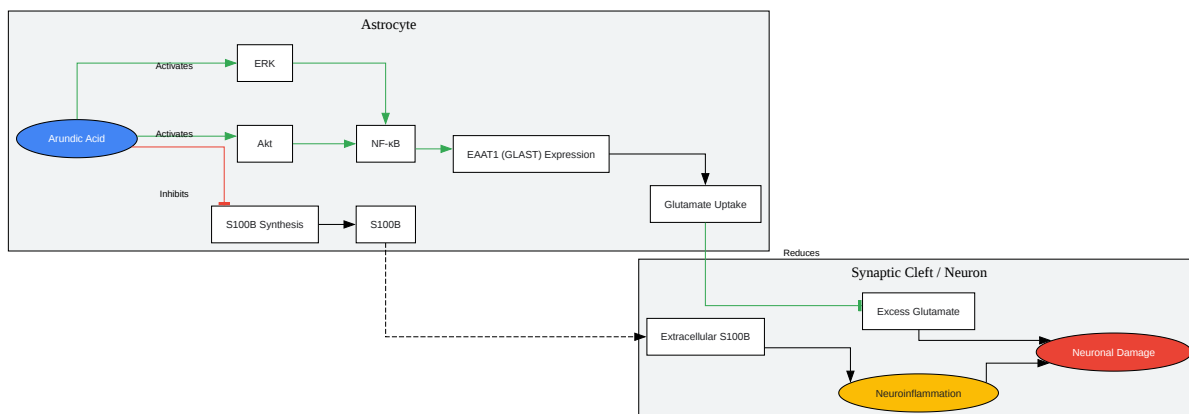 Astrocyte
Activates
ERK
Arundic Acid
Activates
Akt
NF-κB
EAAT1 (GLAST) Expression
Inhibits
S100B Synthesis
S100B
Glutamate Uptake
Reduces
Synaptic Cleft / Neuron
Excess Glutamate
Extracellular S100B
Neuronal Damage
Neuroinflammation